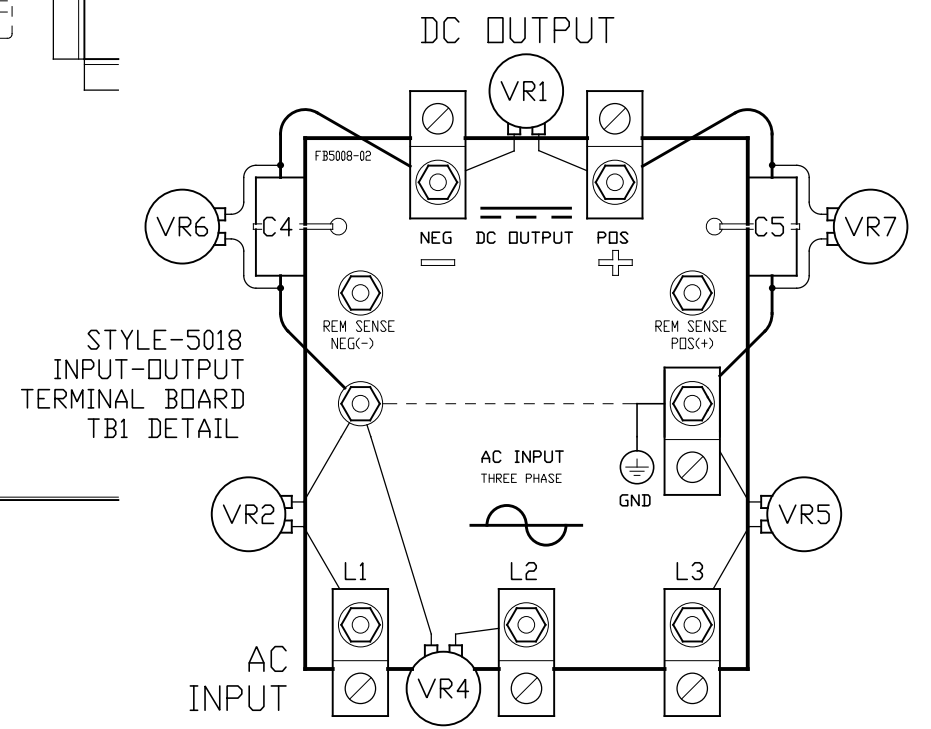 DC OUTPUT
VR1
FB5008-02
VR6
C4
C5
VR7
NEG DC OUTPUT POS
REM SENSE
NEG(-)
REM SENSE
POS(+)
STYLE-5018
INPUT-OUTPUT
TERMINAL BOARD
TB1 DETAIL
AC INPUT
THREE PHASE
GND
VR2
VR5
L1
L2
L3
AC
INPUT
VR4